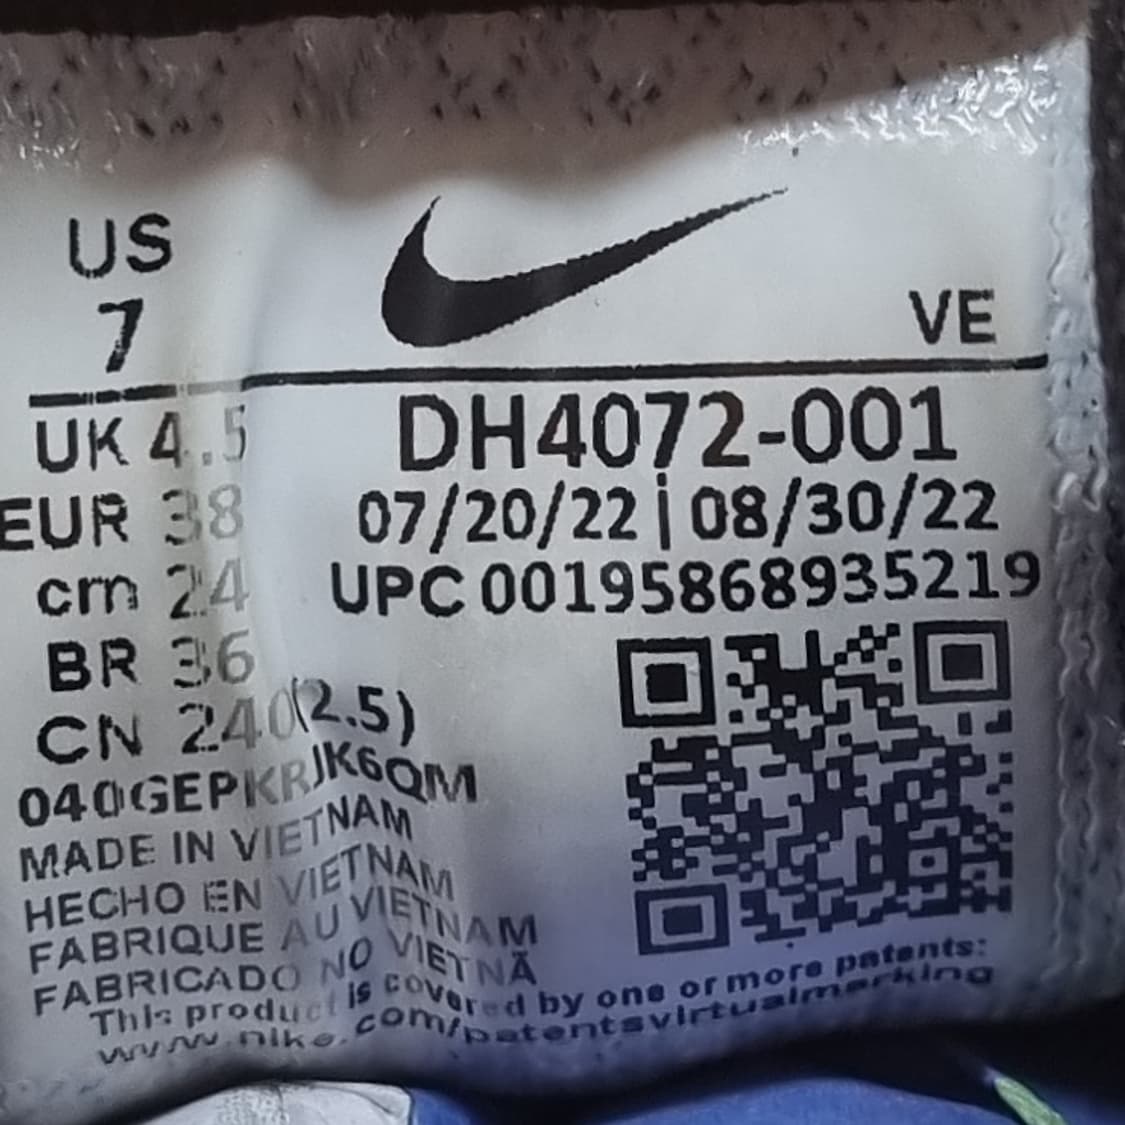 US
7
VE
UK 4.5
DH4072-001
EUR 38
07/20/22 | 08/30/22
cm 24
UPC 00195868935219
BR 36
CN 240(2.5)
040GEPKRJK6QM
MADE IN VIETNAM
HECHO EN VIETNAM
FABRIQUE AU VIETNAM
FABRICADO NO VIETNÃ
This product is covered by one or more patents:
www.nike.com/patentsvirtualmarking